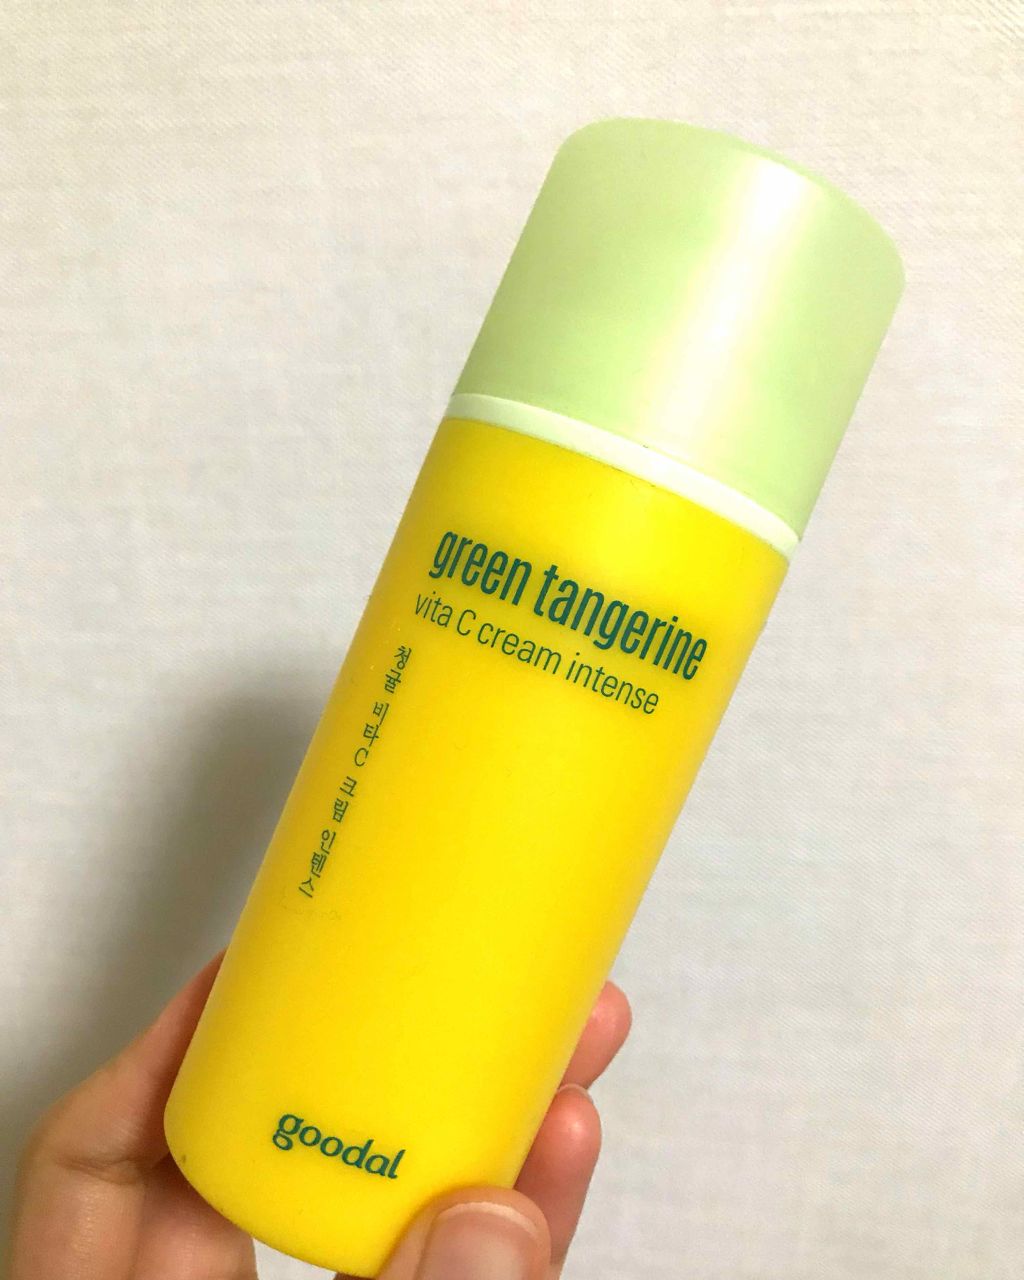 green tangerine
vita C cream intense
청귤 비타C 크림 인텐스
goodal